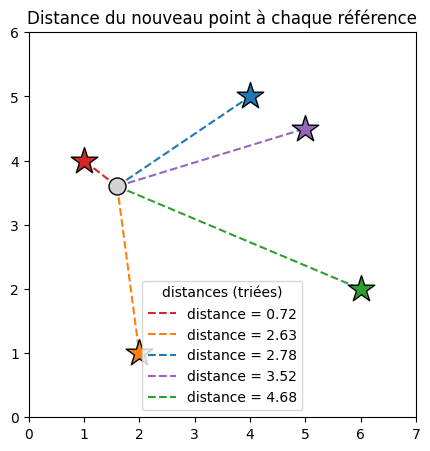 Distance du nouveau point à chaque référence
6
5
4
3
2
1
0
distances (triées)
distance = 0.72
distance = 2.63
distance = 2.78
distance = 3.52
distance = 4.68
0 1 2 3 4 5 6 7